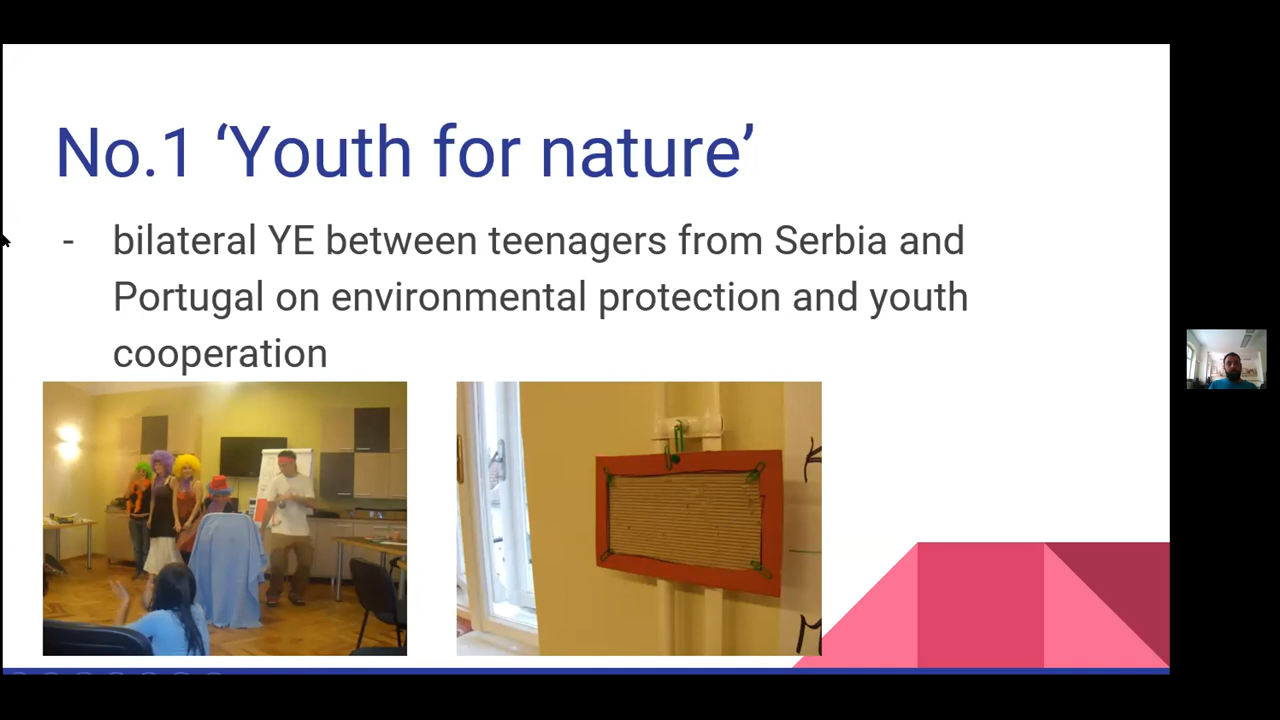 No.1 ‘Youth for nature’
- bilateral YE between teenagers from Serbia and
Portugal on environmental protection and youth
cooperation